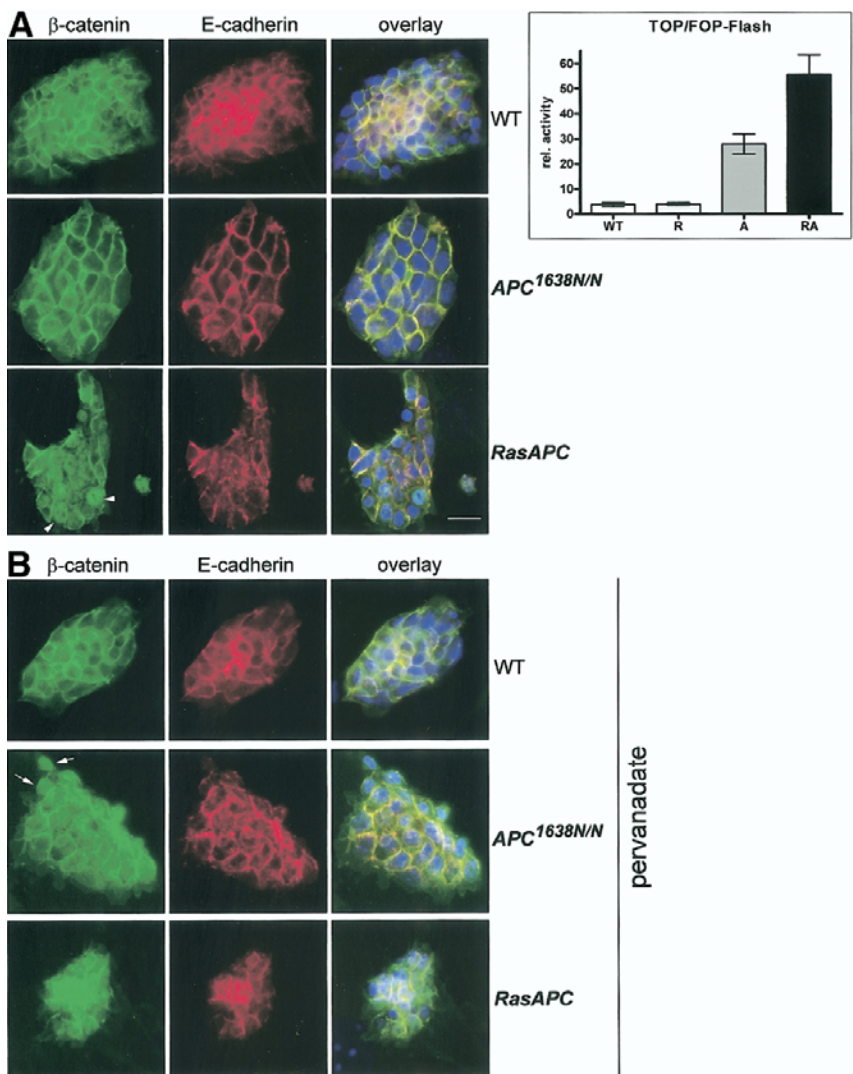 A
β-catenin E-cadherin overlay
WT
APC1638N/N
RasAPC
TOP/FOP-Flash
rel. activity
60
50
40
30
20
10
0
WT R A RA
B
β-catenin E-cadherin overlay
WT
APC1638N/N
RasAPC
pervanadate